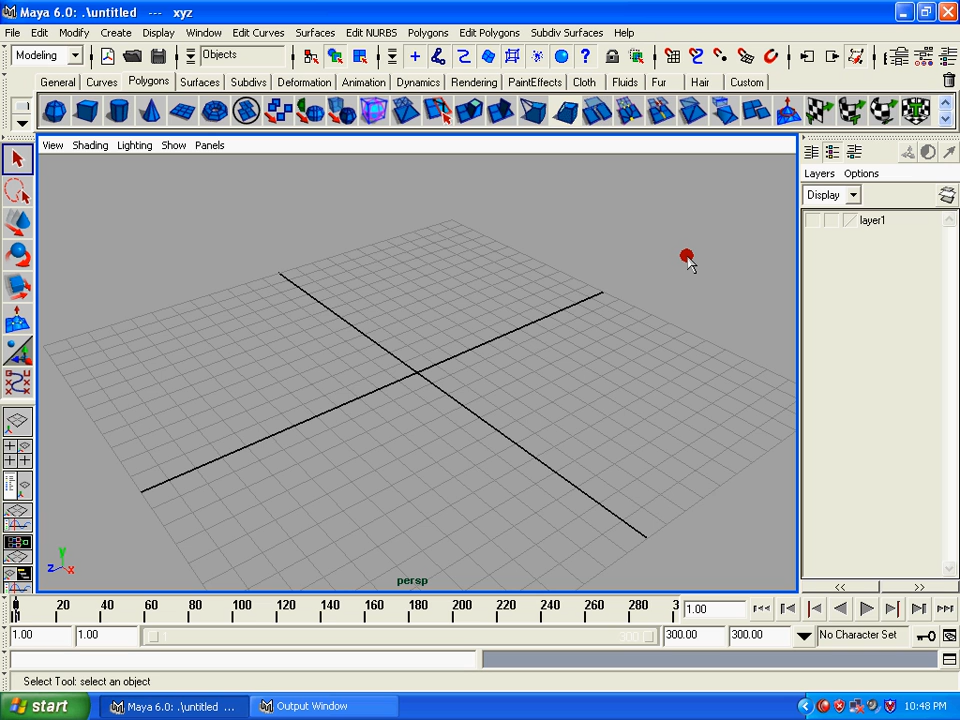 Maya 6.0: .\untitled --- xyz
File Edit Modify Create Display Window Edit Curves Surfaces Edit NURBS Polygons Edit Polygons Subdiv Surfaces Help
Modeling Objects
General Curves Polygons Surfaces Subdivs Deformation Animation Dynamics Rendering PaintEffects Cloth Fluids Fur Hair Custom
View Shading Lighting Show Panels
Layers Options
Display
layer1
y
z x
persp
<< >>
20 40 60 80 100 120 140 160 180 200 220 240 260 280 3 1.00
1.00 1.00 1 300 300.00 300.00 No Character Set
Select Tool: select an object
start Maya 6.0: .\untitled ... Output Window 10:48 PM